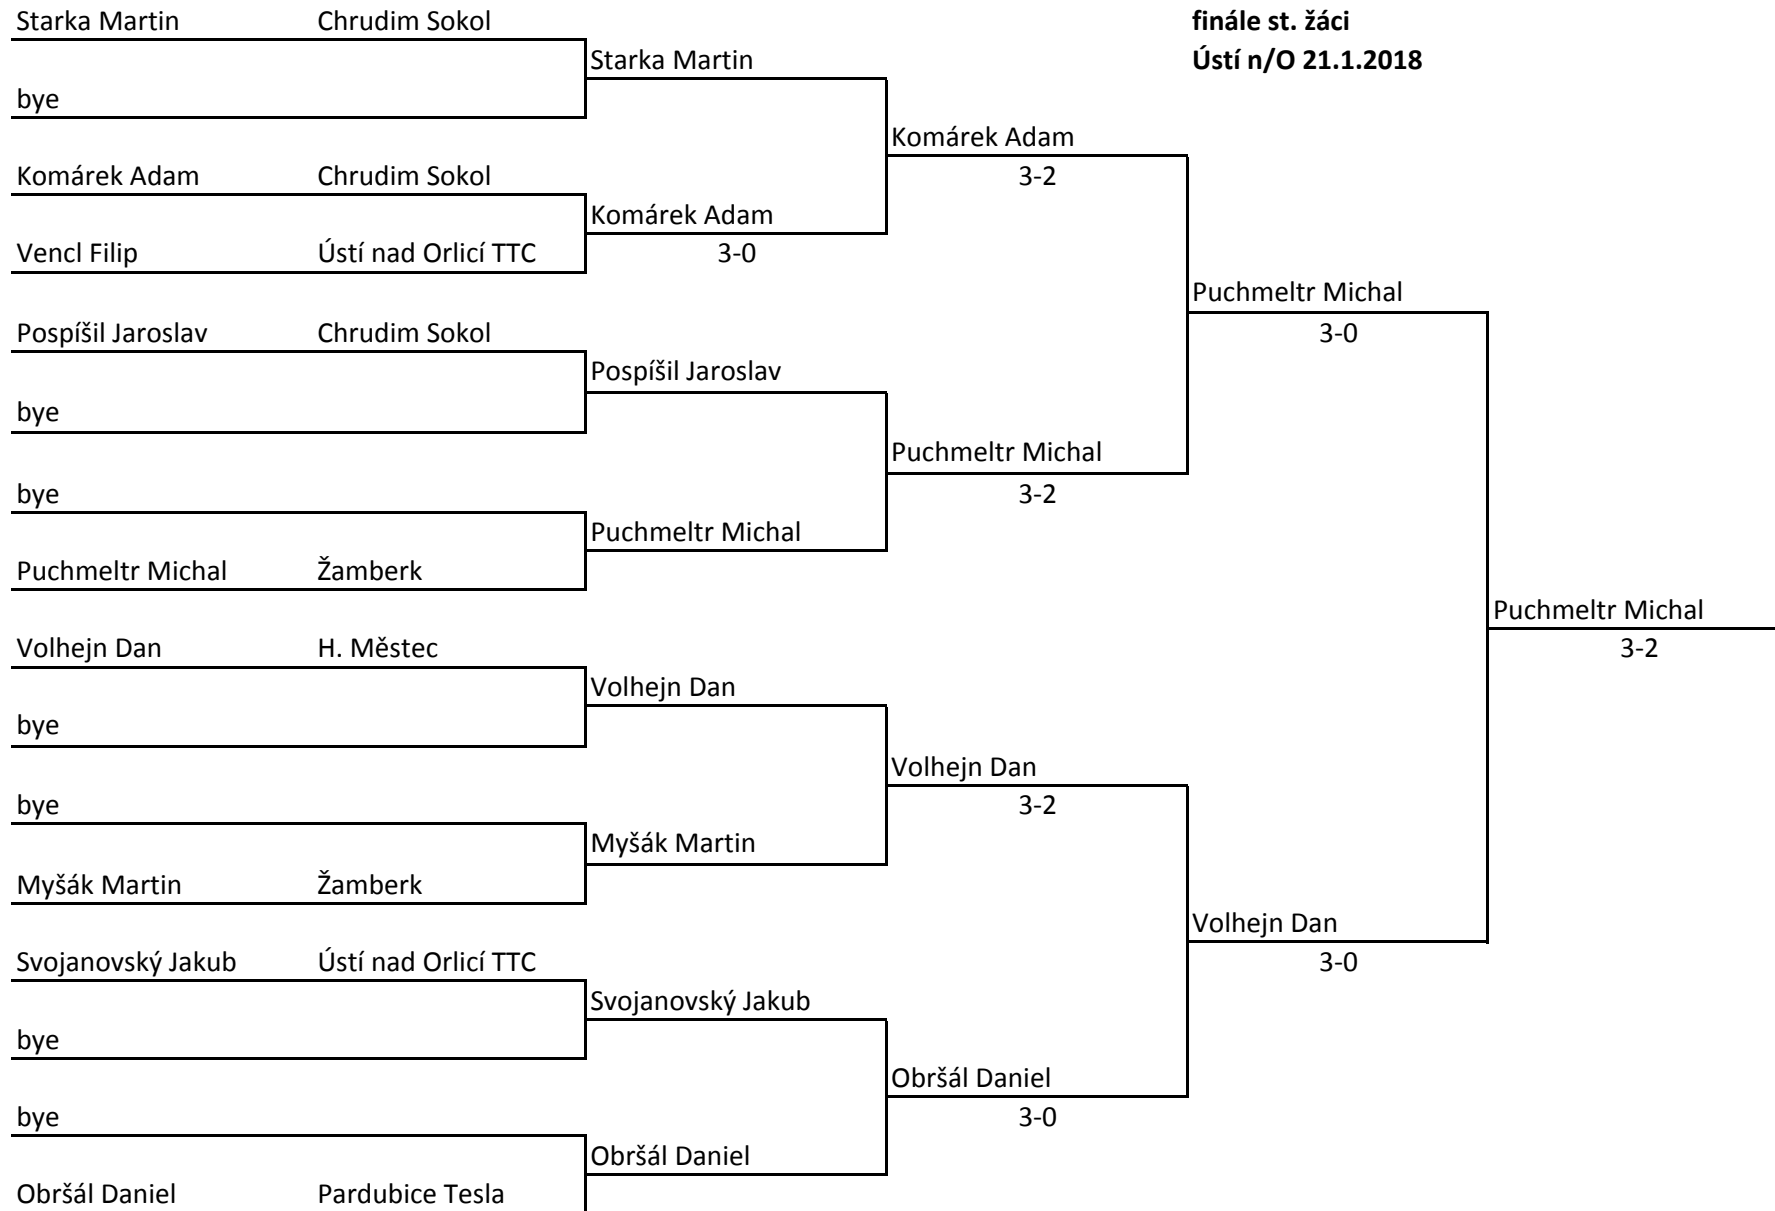 Starka Martin Chrudim Sokol finále st. žáci
Starka Martin Ústí n/O 21.1.2018
bye
Komárek Adam
Komárek Adam Chrudim Sokol 3-2
Komárek Adam
Vencl Filip Ústí nad Orlicí TTC 3-0
Puchmeltr Michal
Pospíšil Jaroslav Chrudim Sokol 3-0
Pospíšil Jaroslav
bye
Puchmeltr Michal
bye 3-2
Puchmeltr Michal
Puchmeltr Michal Žamberk
Puchmeltr Michal
Volhejn Dan H. Městec 3-2
Volhejn Dan
bye
Volhejn Dan
bye 3-2
Myšák Martin
Myšák Martin Žamberk
Volhejn Dan
Svojanovský Jakub Ústí nad Orlicí TTC 3-0
Svojanovský Jakub
bye
Obršál Daniel
bye 3-0
Obršál Daniel
Obršál Daniel Pardubice Tesla